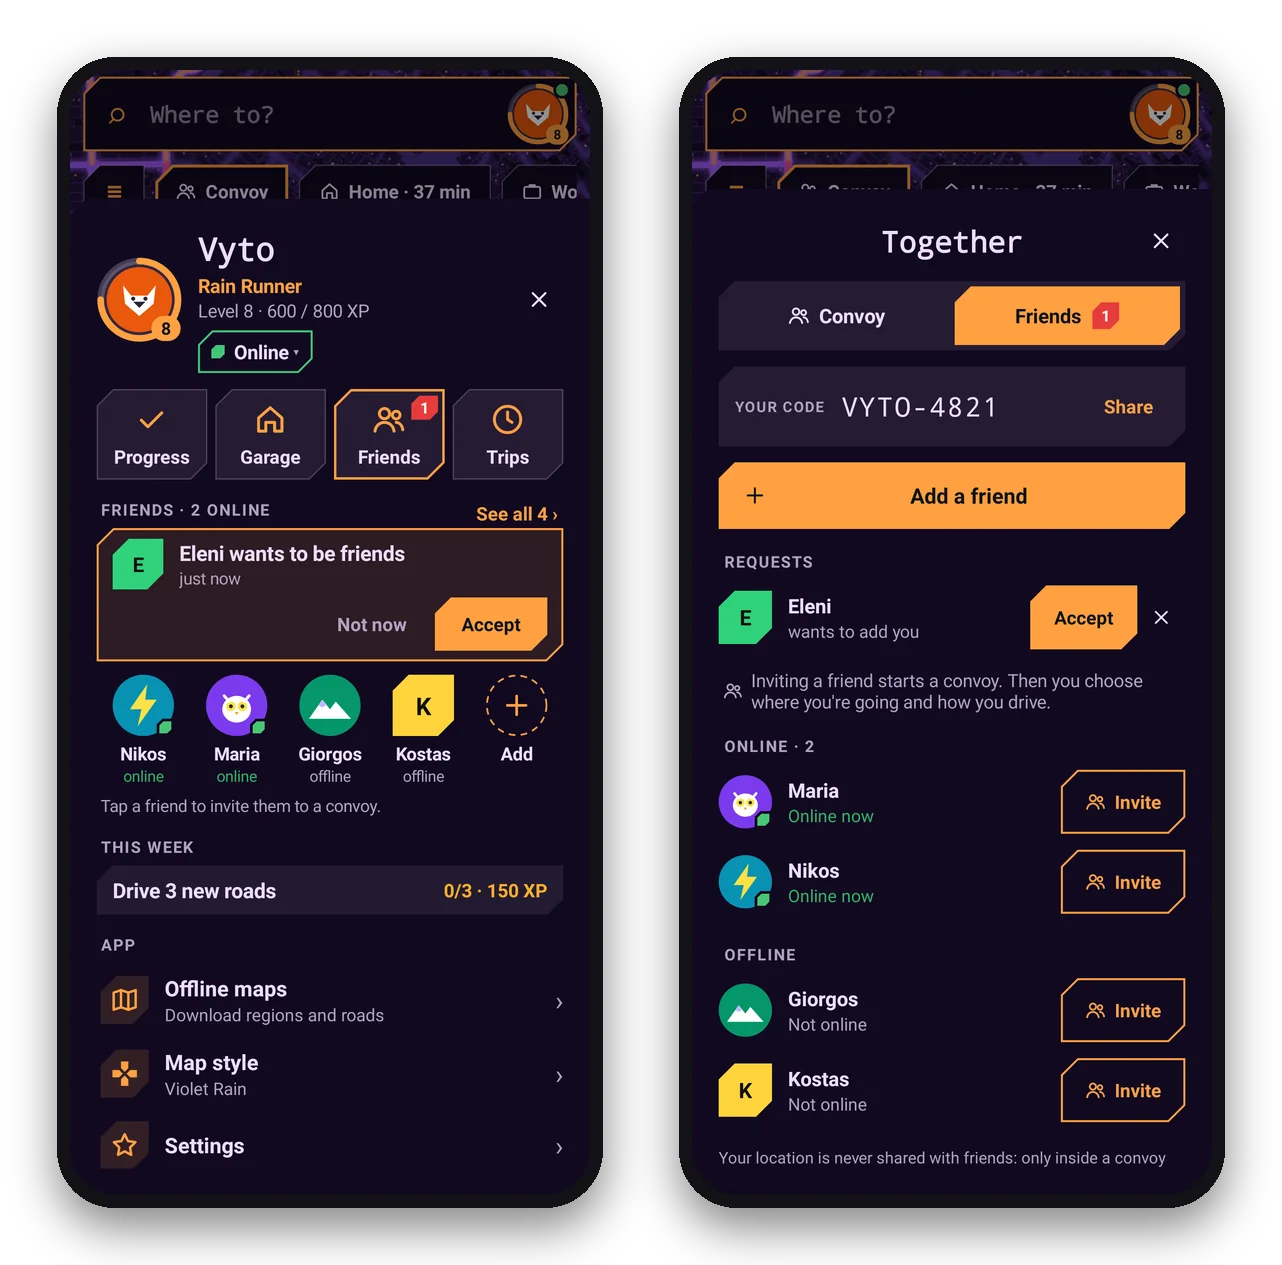 Where to?
8
Convoy
Home · 37 min
Wo
Vyto
Rain Runner
Level 8 · 600 / 800 XP
8
Online
Progress
Garage
Friends
1
Trips
FRIENDS · 2 ONLINE
See all 4 ›
E
Eleni wants to be friends
just now
Not now
Accept
K
Nikos
Maria
Giorgos
Kostas
Add
online
online
offline
offline
Tap a friend to invite them to a convoy.
THIS WEEK
Drive 3 new roads
0/3 · 150 XP
APP
Offline maps
Download regions and roads
Map style
Violet Rain
Settings
Where to?
8
Together
Convoy
Friends
1
YOUR CODE
VYTO-4821
Share
+
Add a friend
REQUESTS
E
Eleni
wants to add you
Accept
Inviting a friend starts a convoy. Then you choose
where you're going and how you drive.
ONLINE · 2
Maria
Online now
Invite
Nikos
Online now
Invite
OFFLINE
Giorgos
Not online
Invite
K
Kostas
Not online
Invite
Your location is never shared with friends: only inside a convoy